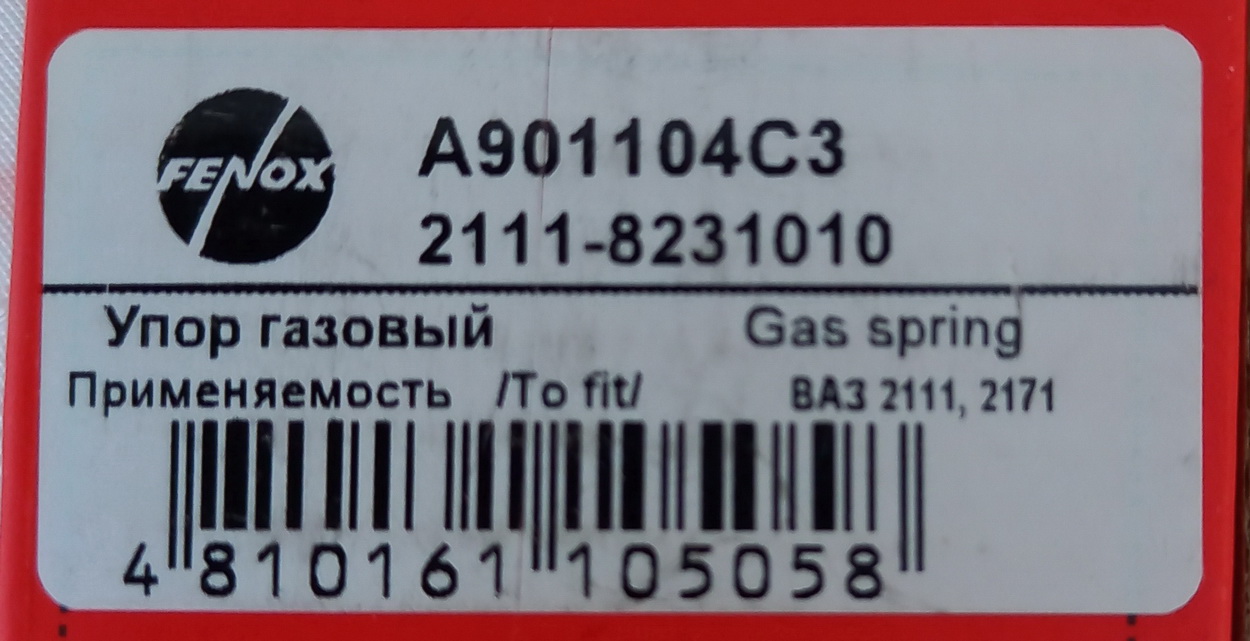 FENOX
A901104C3
2111-8231010
Упор газовый Gas spring
Применяемость /To fit/ ВАЗ 2111, 2171
4 810161 105058